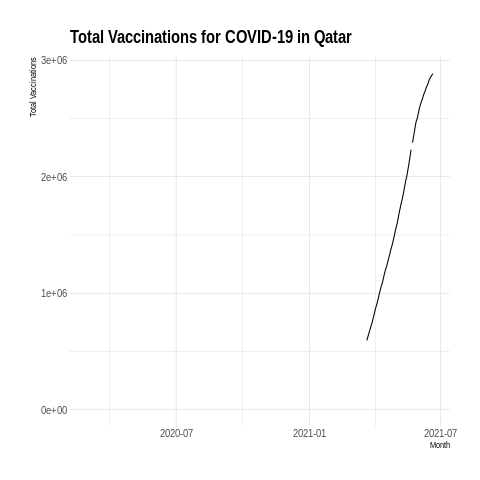 Total Vaccinations for COVID-19 in Qatar
Total Vaccinations
3e+06
2e+06
1e+06
0e+00
2020-07
2021-01
2021-07
Month